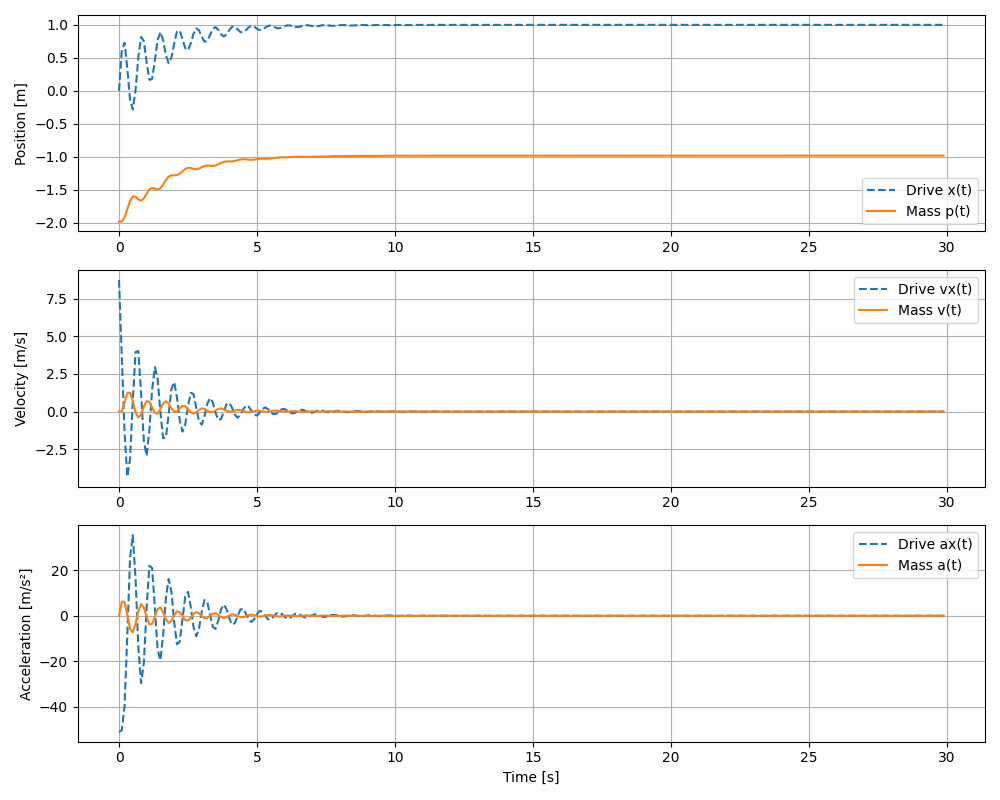 1.0
0.5
0.0
−0.5
−1.0
−1.5
−2.0
Position [m]
Drive x(t)
Mass p(t)
0 5 10 15 20 25 30
7.5
5.0
2.5
0.0
−2.5
Velocity [m/s]
Drive vx(t)
Mass v(t)
0 5 10 15 20 25 30
20
0
−20
−40
Acceleration [m/s²]
Drive ax(t)
Mass a(t)
0 5 10 15 20 25 30
Time [s]